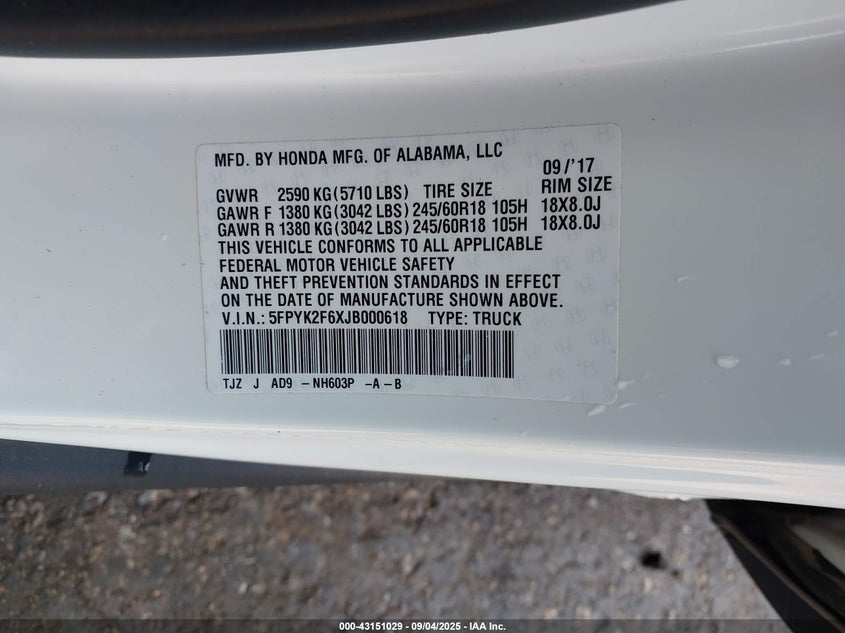 MFD. BY HONDA MFG. OF ALABAMA, LLC 09/'17
GVWR 2590 KG(5710 LBS) TIRE SIZE RIM SIZE
GAWR F 1380 KG(3042 LBS) 245/60R18 105H 18X8.0J
GAWR R 1380 KG(3042 LBS) 245/60R18 105H 18X8.0J
THIS VEHICLE CONFORMS TO ALL APPLICABLE
FEDERAL MOTOR VEHICLE SAFETY
AND THEFT PREVENTION STANDARDS IN EFFECT
ON THE DATE OF MANUFACTURE SHOWN ABOVE.
V.I.N.: 5FPYK2F6XJB000618 TYPE: TRUCK
TJZ J AD9 -NH603P -A-B
000-43151029 - 09/04/2025 - IAA Inc.